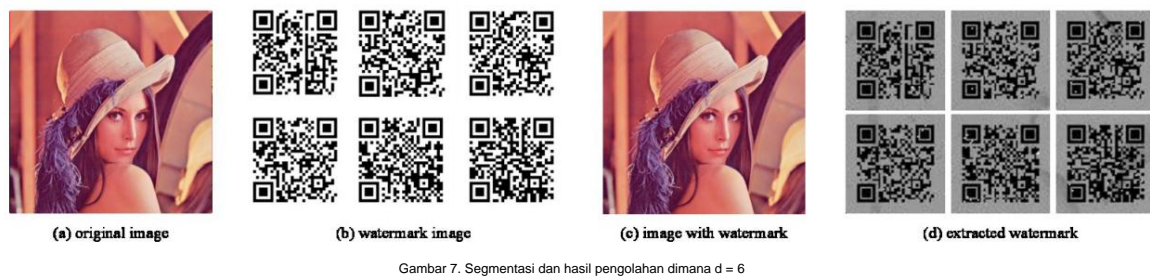 (a) original image
(b) watermark image
(c) image with watermark
(d) extracted watermark
Gambar 7. Segmentasi dan hasil pengolahan dimana d = 6